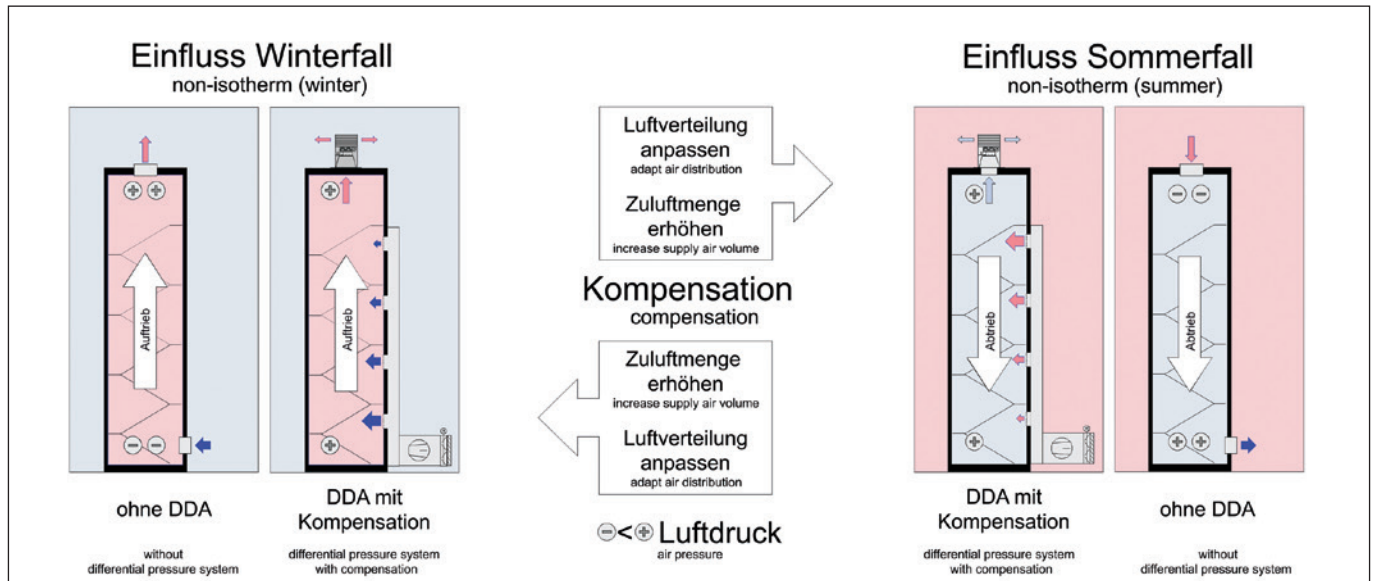 Einfluss Winterfall
non-isotherm (winter)
Auftrieb
ohne DDA
without
differential pressure system
Auftrieb
DDA mit
Kompensation
differential pressure system
with compensation
Luftverteilung
anpassen
adapt air distribution
Zuluftmenge
erhöhen
increase supply air volume
Kompensation
compensation
Zuluftmenge
erhöhen
increase supply air volume
Luftverteilung
anpassen
adapt air distribution
⊖<⊕ Luftdruck
air pressure
Einfluss Sommerfall
non-isotherm (summer)
Abtrieb
DDA mit
Kompensation
differential pressure system
with compensation
Abtrieb
ohne DDA
without
differential pressure system